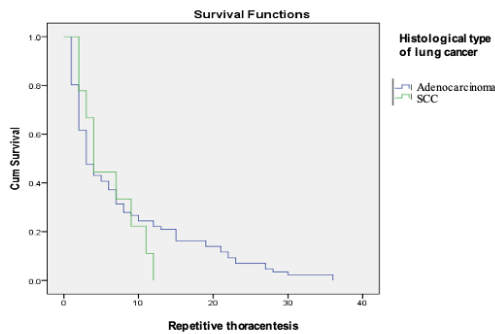 Survival Functions
Histological type
of lung cancer
Adenocarcinoma
SCC
Cum Survival
1.0
0.8
0.6
0.4
0.2
0.0
0 10 20 30 40
Repetitive thoracentesis